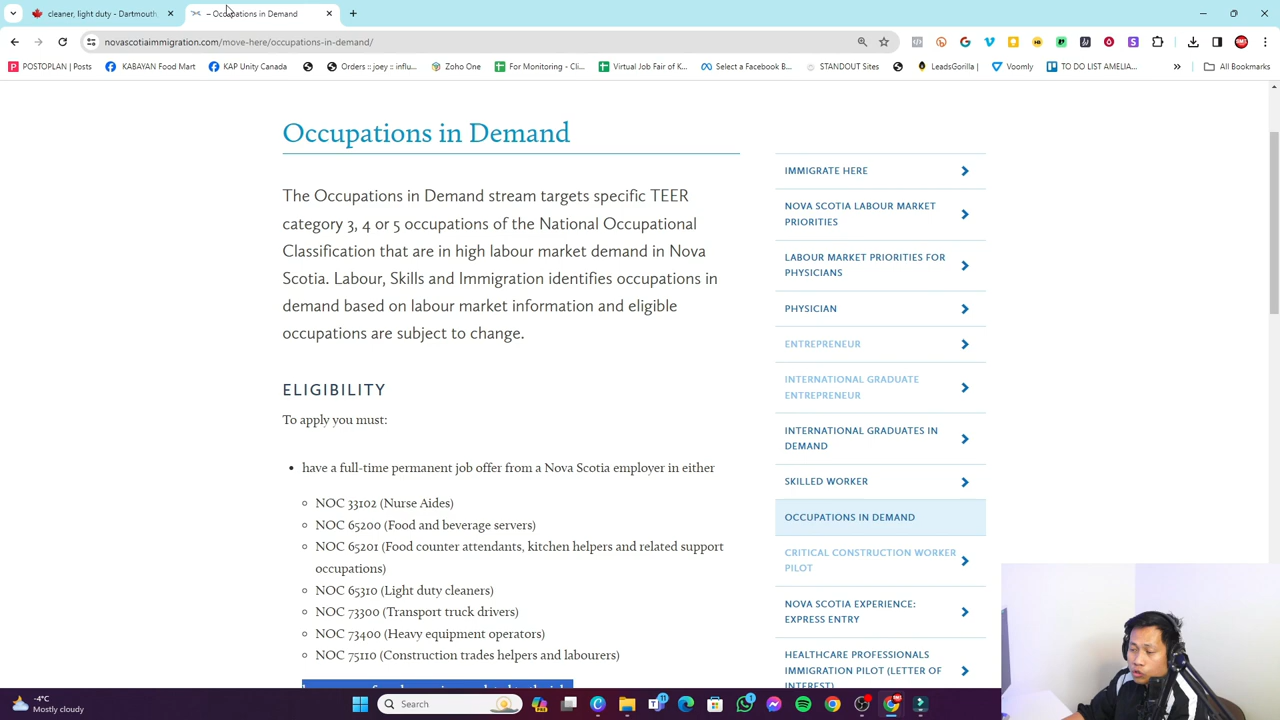 cleaner, light duty - Dartmouth,
– Occupations in Demand
novascotiaimmigration.com/move-here/occupations-in-demand/
POSTOPLAN | Posts
KABAYAN Food Mart
KAP Unity Canada
Orders :: joey :: influ...
Zoho One
For Monitoring - Cli...
Virtual Job Fair of K...
Select a Facebook B...
STANDOUT Sites
LeadsGorilla |
Voomly
TO DO LIST AMELIA...
All Bookmarks
Occupations in Demand
The Occupations in Demand stream targets specific TEER
category 3, 4 or 5 occupations of the National Occupational
Classification that are in high labour market demand in Nova
Scotia. Labour, Skills and Immigration identifies occupations in
demand based on labour market information and eligible
occupations are subject to change.
ELIGIBILITY
To apply you must:
• have a full-time permanent job offer from a Nova Scotia employer in either
NOC 33102 (Nurse Aides)
NOC 65200 (Food and beverage servers)
NOC 65201 (Food counter attendants, kitchen helpers and related support
occupations)
NOC 65310 (Light duty cleaners)
NOC 73300 (Transport truck drivers)
NOC 73400 (Heavy equipment operators)
NOC 75110 (Construction trades helpers and labourers)
IMMIGRATE HERE
NOVA SCOTIA LABOUR MARKET
PRIORITIES
LABOUR MARKET PRIORITIES FOR
PHYSICIANS
PHYSICIAN
ENTREPRENEUR
INTERNATIONAL GRADUATE
ENTREPRENEUR
INTERNATIONAL GRADUATES IN
DEMAND
SKILLED WORKER
OCCUPATIONS IN DEMAND
CRITICAL CONSTRUCTION WORKER
PILOT
NOVA SCOTIA EXPERIENCE:
EXPRESS ENTRY
HEALTHCARE PROFESSIONALS
IMMIGRATION PILOT (LETTER OF
INTEREST)
-4°C
Mostly cloudy
Search